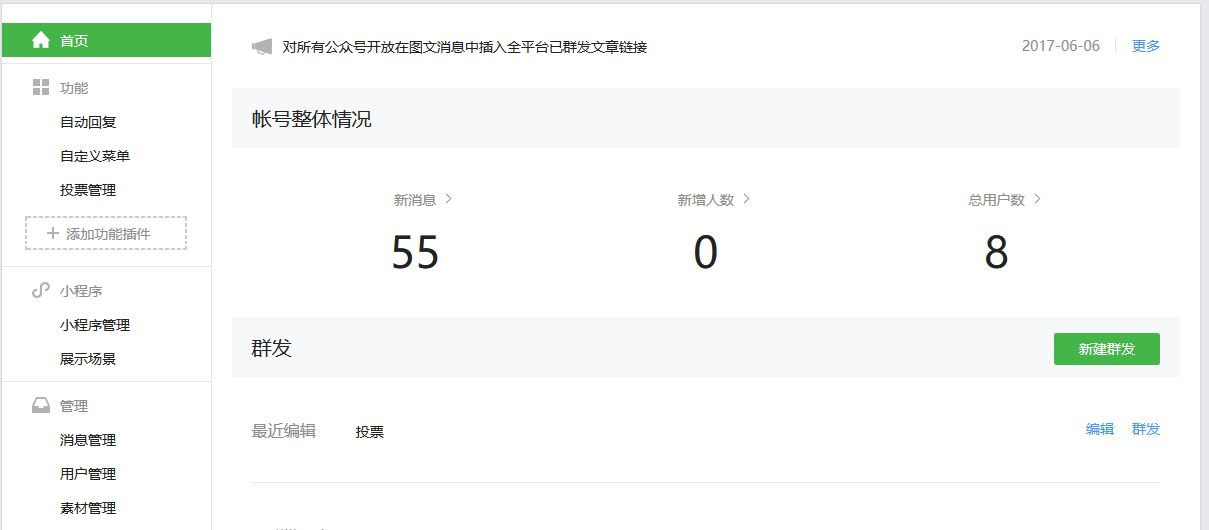 首页
功能
自动回复
自定义菜单
投票管理
添加功能插件
小程序
小程序管理
展示场景
管理
消息管理
用户管理
素材管理
对所有公众号开放在图文消息中插入全平台已群发文章链接 2017-06-06 更多
帐号整体情况
新消息 新增人数 总用户数
55 0 8
群发 新建群发
最近编辑 投票 编辑 群发